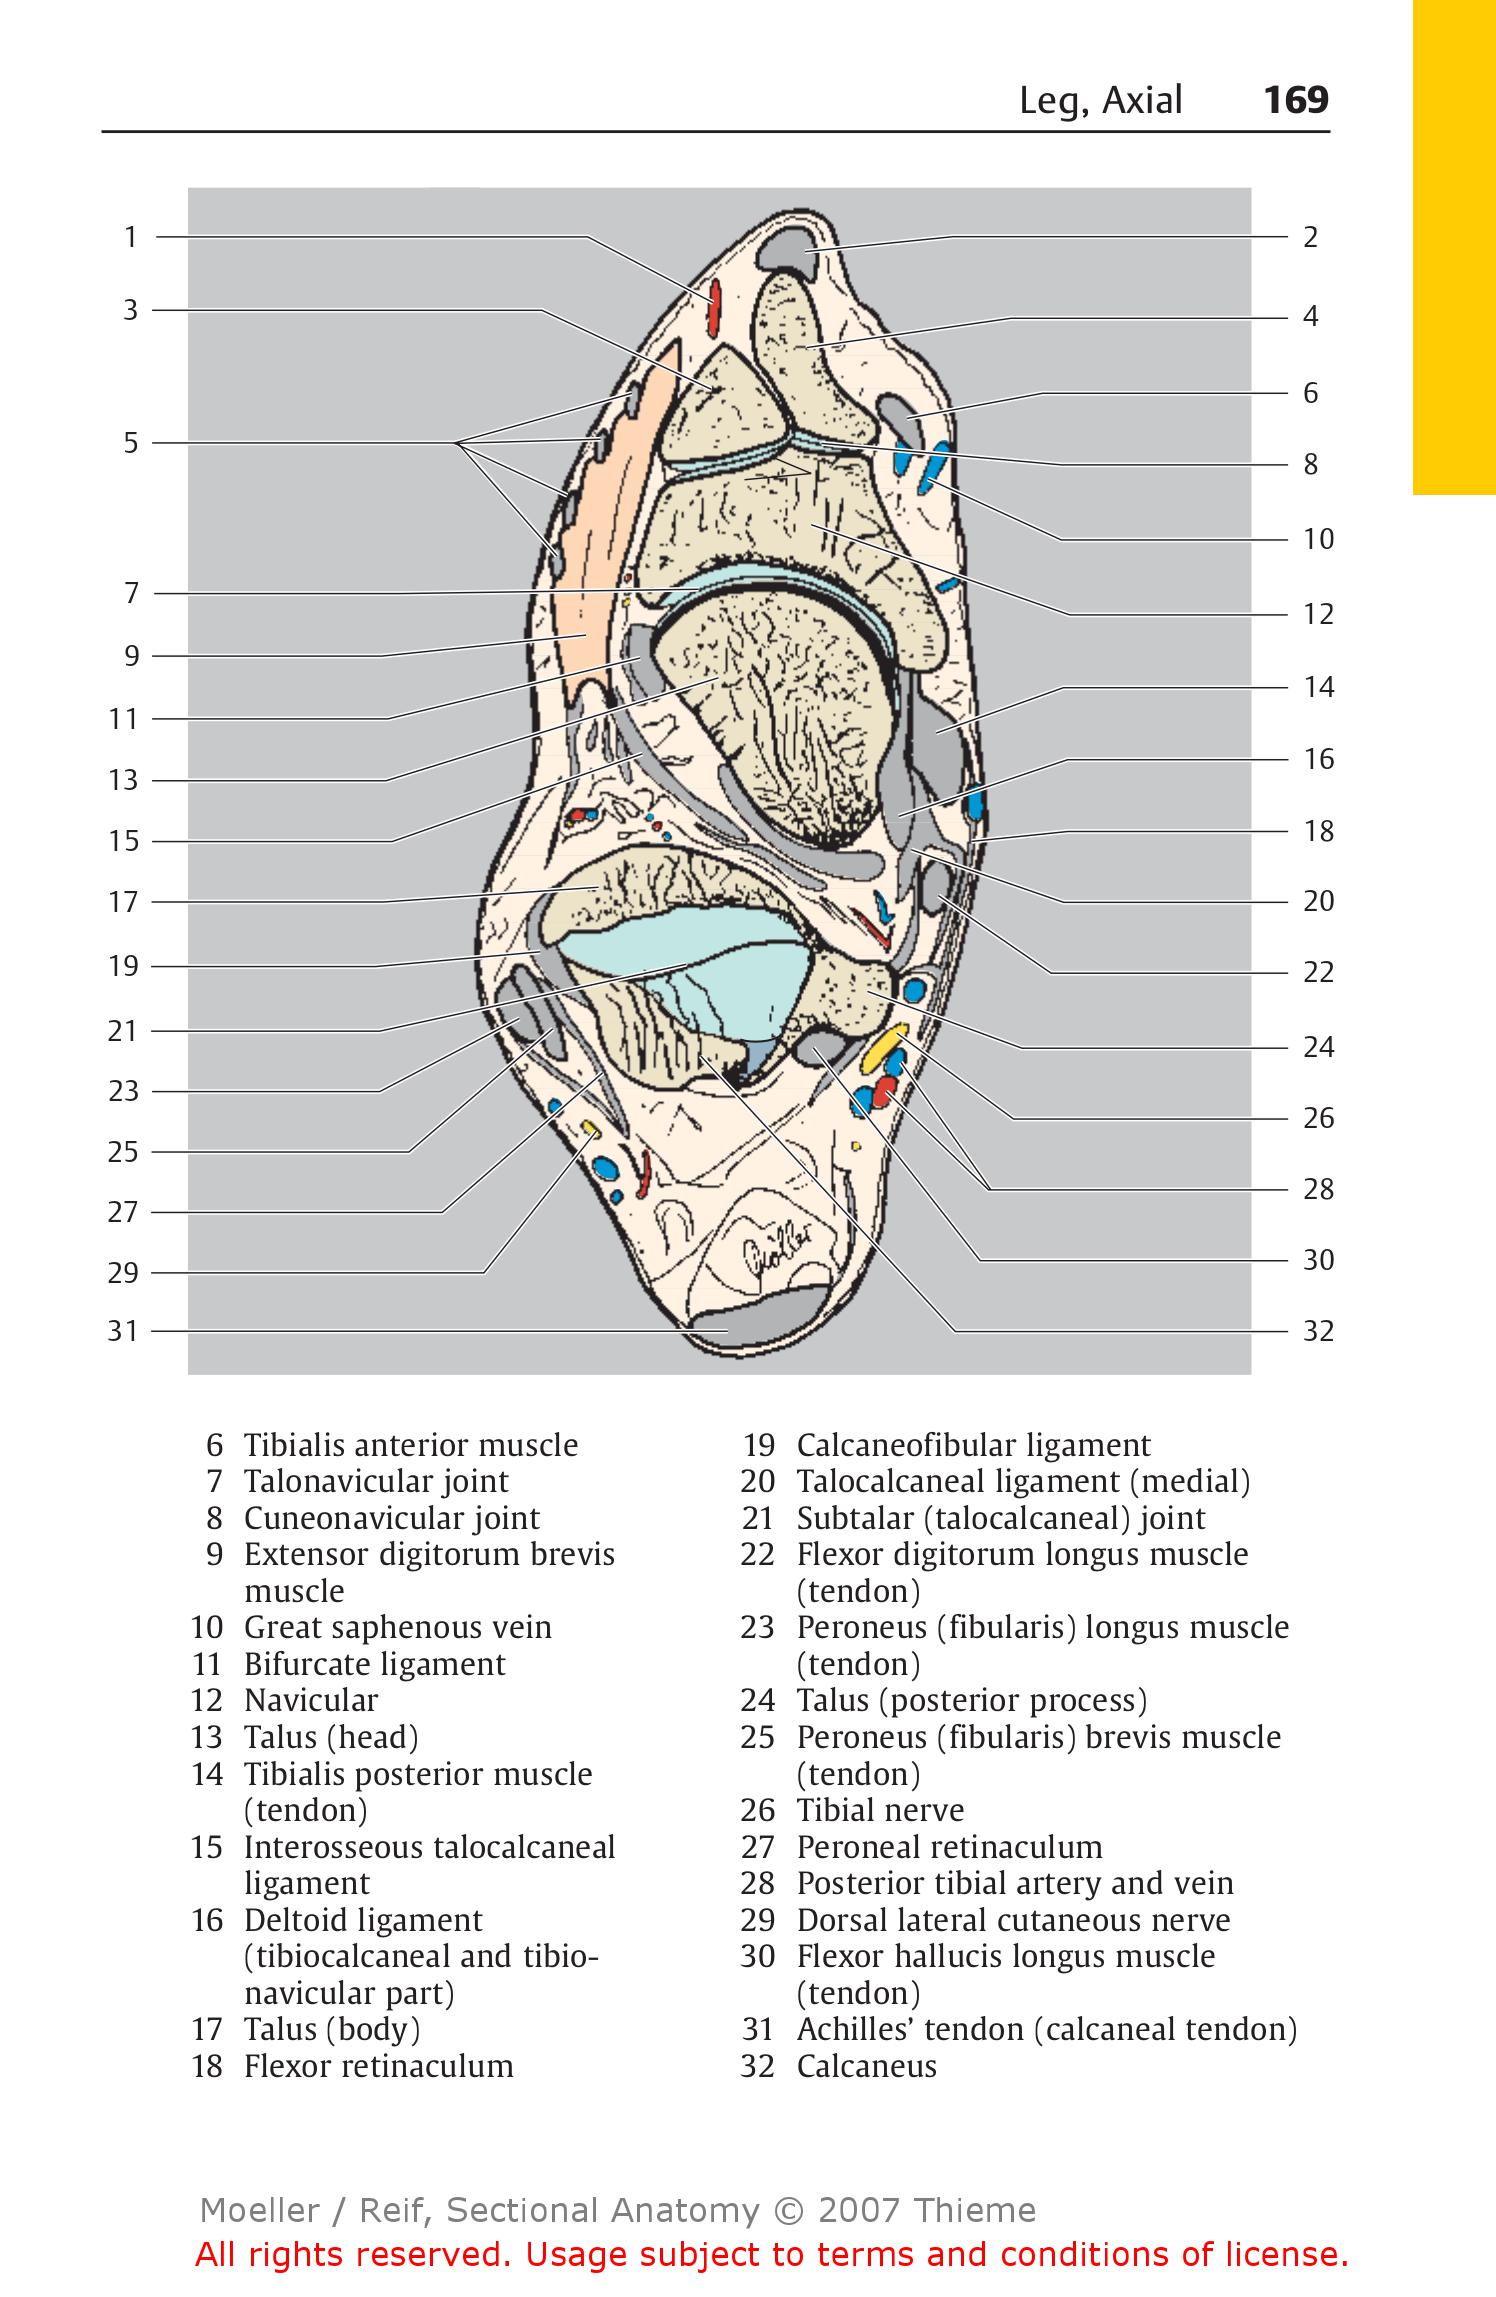 Leg, Axial 169
1
2
3
4
5
6
7
8
9
10
11
12
13
14
15
16
17
18
19
20
21
22
23
24
25
26
27
28
29
30
31
32
Möller
6 Tibialis anterior muscle
7 Talonavicular joint
8 Cuneonavicular joint
9 Extensor digitorum brevis
muscle
10 Great saphenous vein
11 Bifurcate ligament
12 Navicular
13 Talus (head)
14 Tibialis posterior muscle
(tendon)
15 Interosseous talocalcaneal
ligament
16 Deltoid ligament
(tibiocalcaneal and tibio-
navicular part)
17 Talus (body)
18 Flexor retinaculum
19 Calcaneofibular ligament
20 Talocalcaneal ligament (medial)
21 Subtalar (talocalcaneal) joint
22 Flexor digitorum longus muscle
(tendon)
23 Peroneus (fibularis) longus muscle
(tendon)
24 Talus (posterior process)
25 Peroneus (fibularis) brevis muscle
(tendon)
26 Tibial nerve
27 Peroneal retinaculum
28 Posterior tibial artery and vein
29 Dorsal lateral cutaneous nerve
30 Flexor hallucis longus muscle
(tendon)
31 Achilles’ tendon (calcaneal tendon)
32 Calcaneus
Moeller / Reif, Sectional Anatomy © 2007 Thieme
All rights reserved. Usage subject to terms and conditions of license.